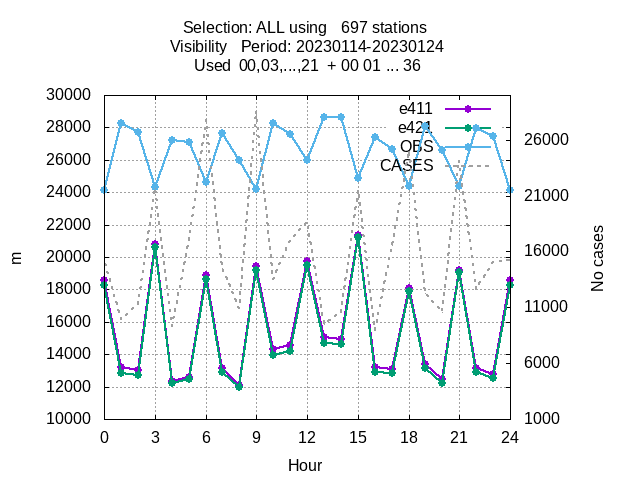 Selection: ALL using 697 stations
Visibility Period: 20230114-20230124
Used 00,03,...,21 + 00 01 ... 36
30000
28000
26000
24000
22000
20000
18000
16000
14000
12000
10000
m
e411
e421
OBS
CASES
26000
21000
16000
11000
6000
1000
No cases
0 3 6 9 12 15 18 21 24
Hour